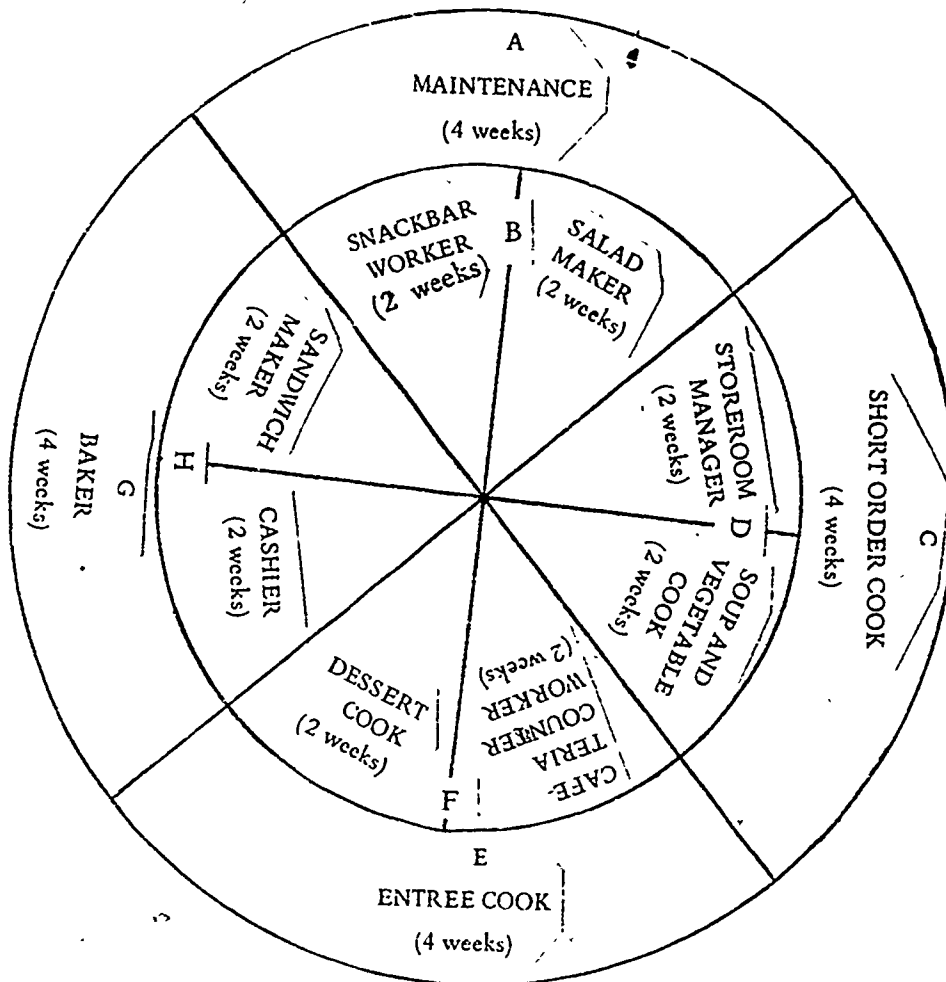 A
MAINTENANCE
(4 weeks)
SNACKBAR
WORKER
(2 weeks)
B
SALAD
MAKER
(2 weeks)
STOREROOM
MANAGER
(2 weeks)
C
SHORT ORDER COOK
(4 weeks)
D
SOUP AND
VEGETABLE
COOK
(2 weeks)
CAFE-
TERIA
COUNTER
WORKER
(2 weeks)
E
ENTREE COOK
(4 weeks)
F
DESSERT
COOK
(2 weeks)
CASHIER
(2 weeks)
G
BAKER
(4 weeks)
H
SANDWICH
MAKER
(2 weeks)